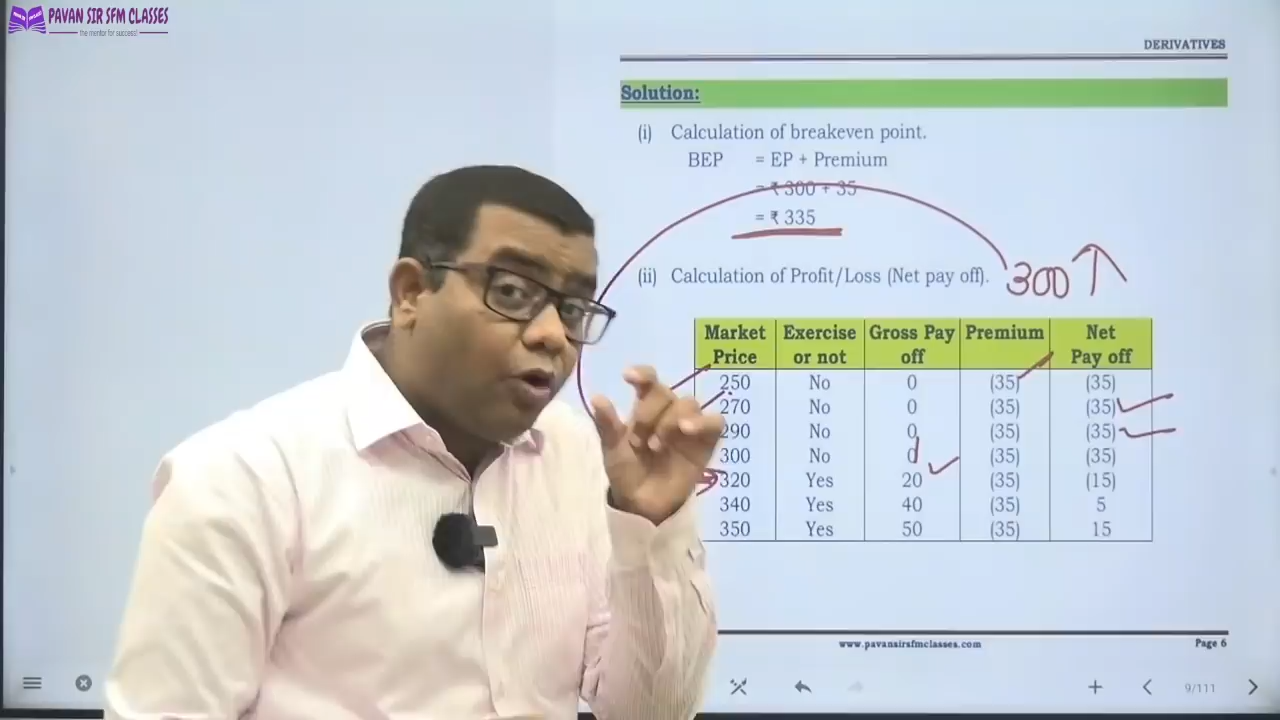 PAVAN SIR SFM CLASSES
the mentor for success!
DERIVATIVES
Solution:
(i) Calculation of breakeven point.
BEP = EP + Premium
= ₹ 300 + 35
= ₹ 335
(ii) Calculation of Profit/Loss (Net pay off).
300
Market Price Exercise or not Gross Pay off Premium Net Pay off
250 No 0 (35) (35)
270 No 0 (35) (35)
290 No 0 (35) (35)
300 No 0 (35) (35)
320 Yes 20 (35) (15)
340 Yes 40 (35) 5
350 Yes 50 (35) 15
www.pavansirsfmclasses.com Page 6
9/111